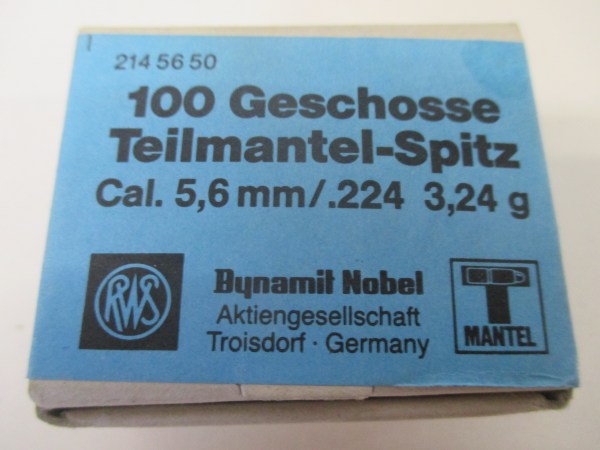 214 56 50
100 Geschosse
Teilmantel-Spitz
Cal. 5,6 mm/.224 3,24 g
RWS
Dynamit Nobel
Aktiengesellschaft
Troisdorf · Germany
T
MANTEL